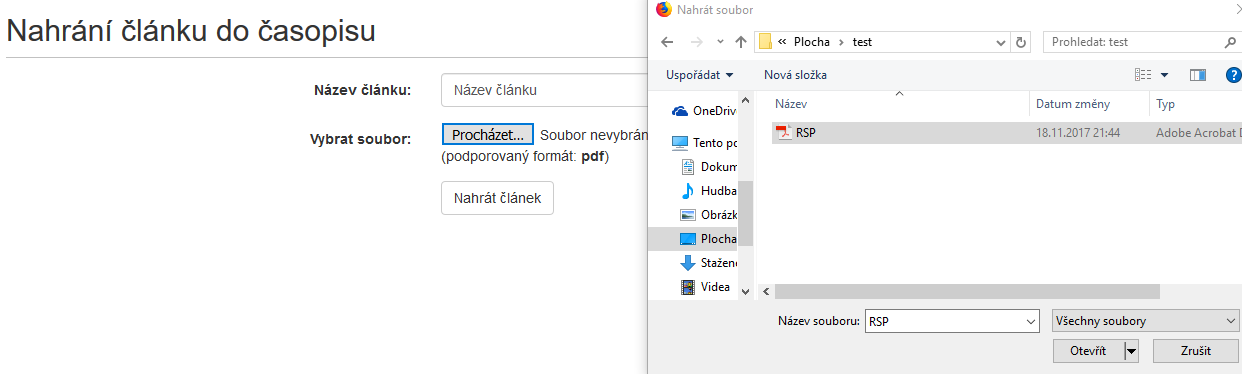 Nahrání článku do časopisu
Název článku:
Název článku
Vybrat soubor:
Procházet... Soubor nevybrán
(podporovaný formát: pdf)
Nahrát článek
Nahrát soubor
« Plocha › test
Prohledat: test
Uspořádat
Nová složka
Název
Datum změny
Typ
RSP
18.11.2017 21:44
Adobe Acrobat D
OneDrive
Tento po
Dokum
Hudba
Obrázk
Plocha
Stažené
Videa
Název souboru:
RSP
Všechny soubory
Otevřít
Zrušit